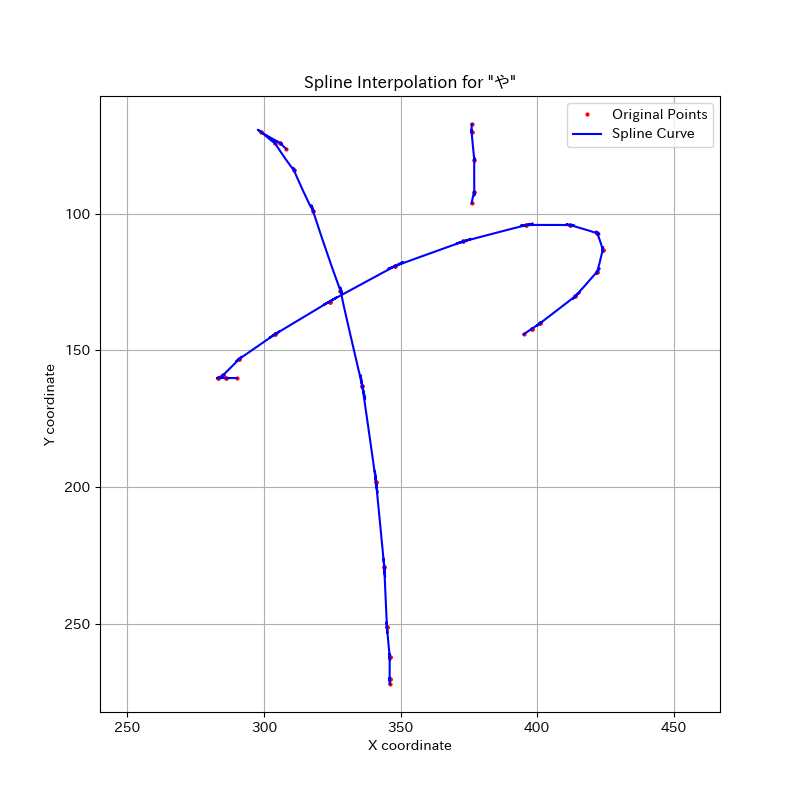 Spline Interpolation for "や"
Original Points
Spline Curve
100
150
200
250
Y coordinate
250
300
350
400
450
X coordinate
や